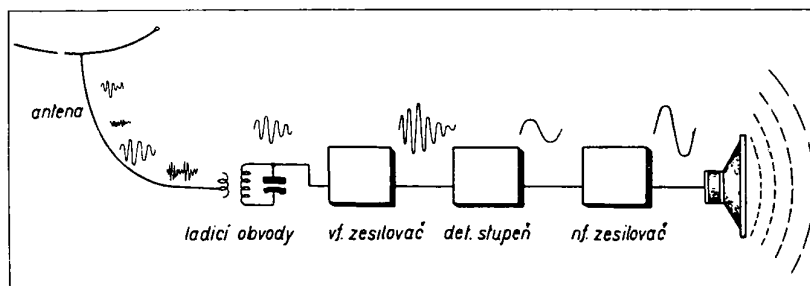 antena
ladicí obvody
vf. zesilovač
det. stupeň
nf. zesilovač